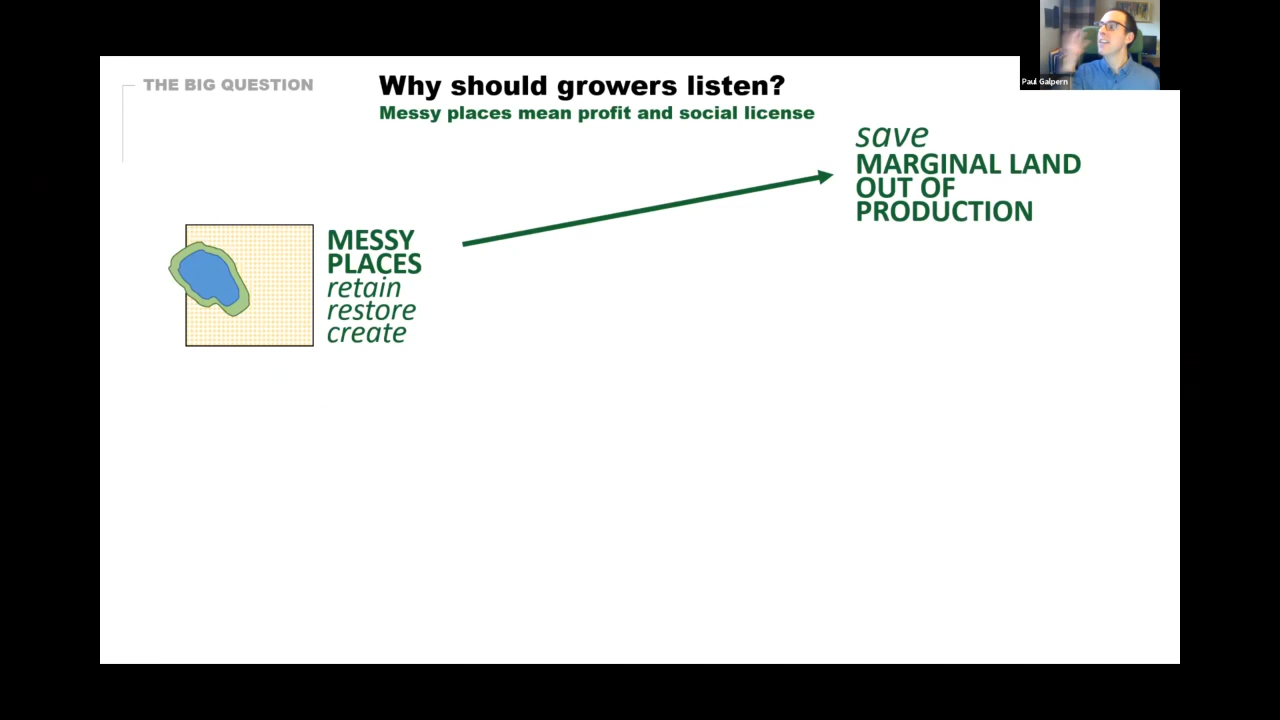 THE BIG QUESTION
Why should growers listen?
Messy places mean profit and social license
Paul Galpern
save
MARGINAL LAND
OUT OF
PRODUCTION
MESSY
PLACES
retain
restore
create